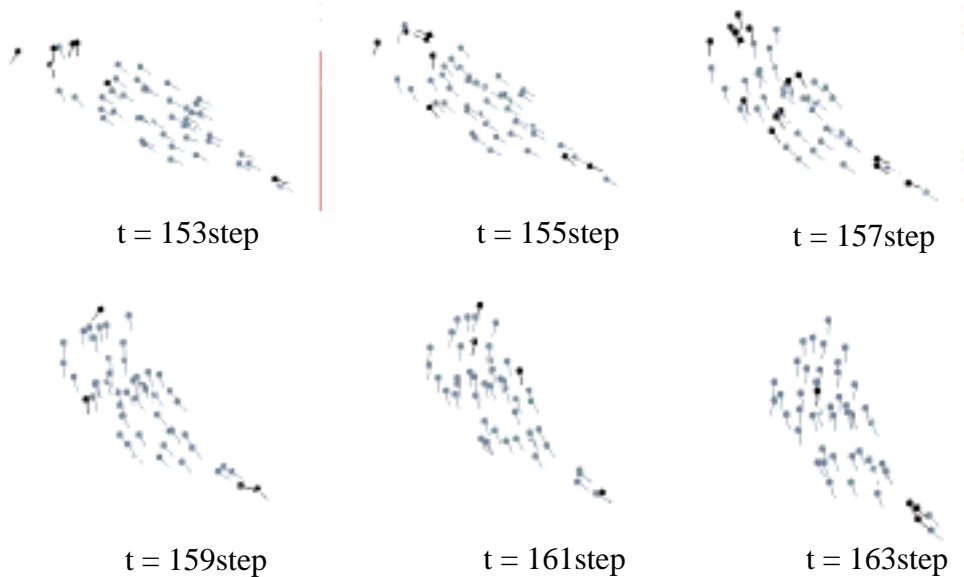 t = 153step
t = 155step
t = 157step
t = 159step
t = 161step
t = 163step